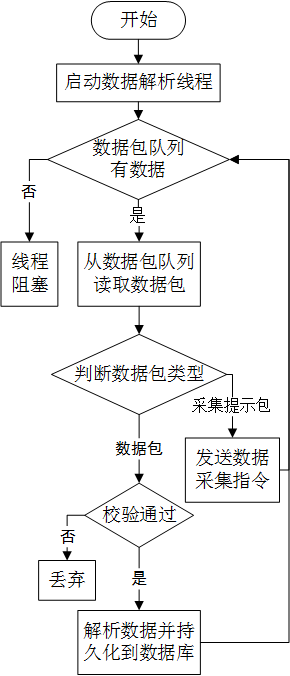 开始
启动数据解析线程
数据包队列
有数据
否
是
线程
阻塞
从数据包队列
读取数据包
判断数据包类型
采集提示包
数据包
发送数据
采集指令
校验通过
否
是
丢弃
解析数据并持
久化到数据库